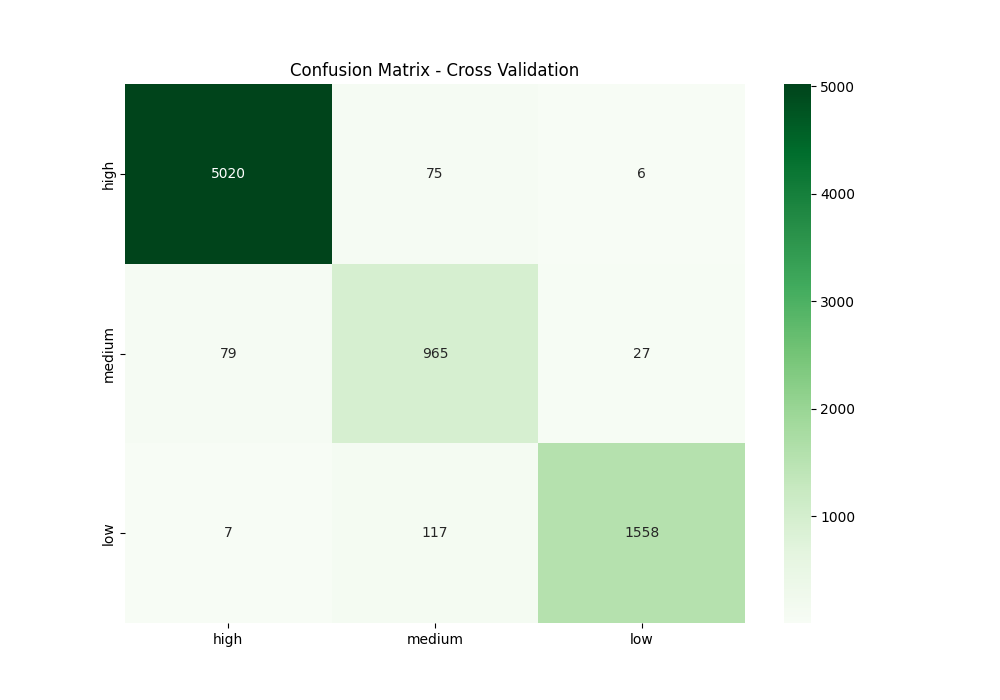 Confusion Matrix - Cross Validation
high
5020
75
6
medium
79
965
27
low
7
117
1558
high
medium
low
5000
4000
3000
2000
1000